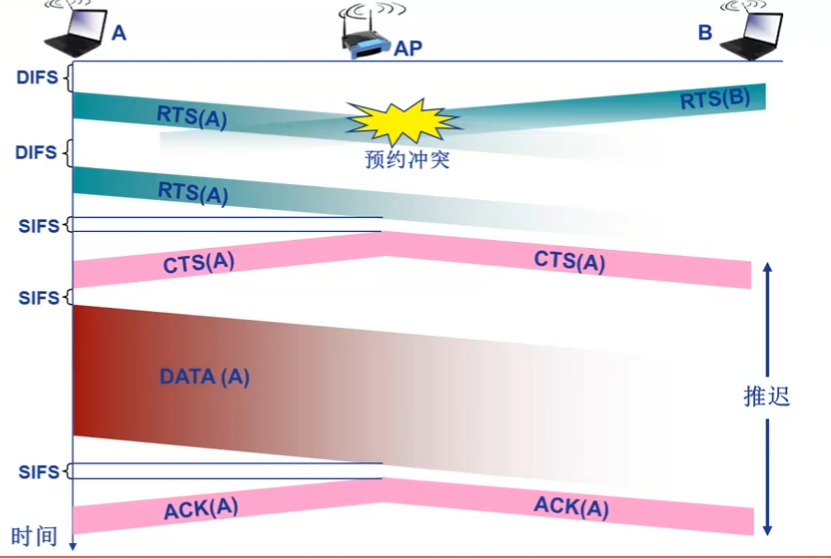 A
AP
B
DIFS
RTS(A)
RTS(B)
预约冲突
DIFS
RTS(A)
SIFS
CTS(A)
CTS(A)
SIFS
DATA (A)
推迟
SIFS
ACK(A)
ACK(A)
时间